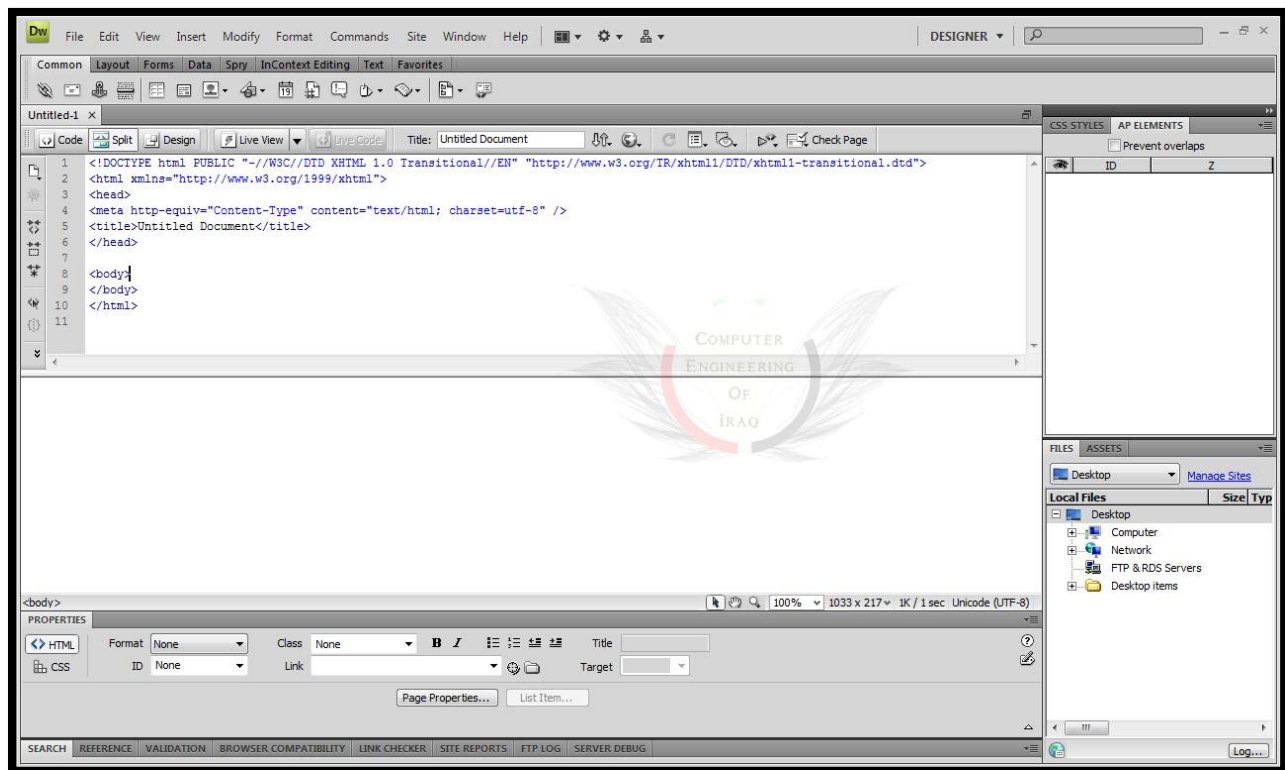 Dw File Edit View Insert Modify Format Commands Site Window Help DESIGNER
Common Layout Forms Data Spry InContext Editing Text Favorites
19
Untitled-1 ×
Code Split Design Live View Live Code Title: Untitled Document Check Page
1 <!DOCTYPE html PUBLIC "-//W3C//DTD XHTML 1.0 Transitional//EN" "http://www.w3.org/TR/xhtml1/DTD/xhtml1-transitional.dtd">
2 <html xmlns="http://www.w3.org/1999/xhtml">
3 <head>
4 <meta http-equiv="Content-Type" content="text/html; charset=utf-8" />
5 <title>Untitled Document</title>
6 </head>
7
8 <body>
9 </body>
10 </html>
11
COMPUTER
ENGINEERING
OF
IRAQ
<body> 100% 1033 x 217 1K / 1 sec Unicode (UTF-8)
PROPERTIES
<> HTML Format None Class None B I Title
CSS ID None Link Target
Page Properties... List Item...
SEARCH REFERENCE VALIDATION BROWSER COMPATIBILITY LINK CHECKER SITE REPORTS FTP LOG SERVER DEBUG
CSS STYLES AP ELEMENTS
Prevent overlaps
ID Z
FILES ASSETS
Desktop Manage Sites
Local Files Size Typ
Desktop
Computer
Network
FTP & RDS Servers
Desktop items
Log...